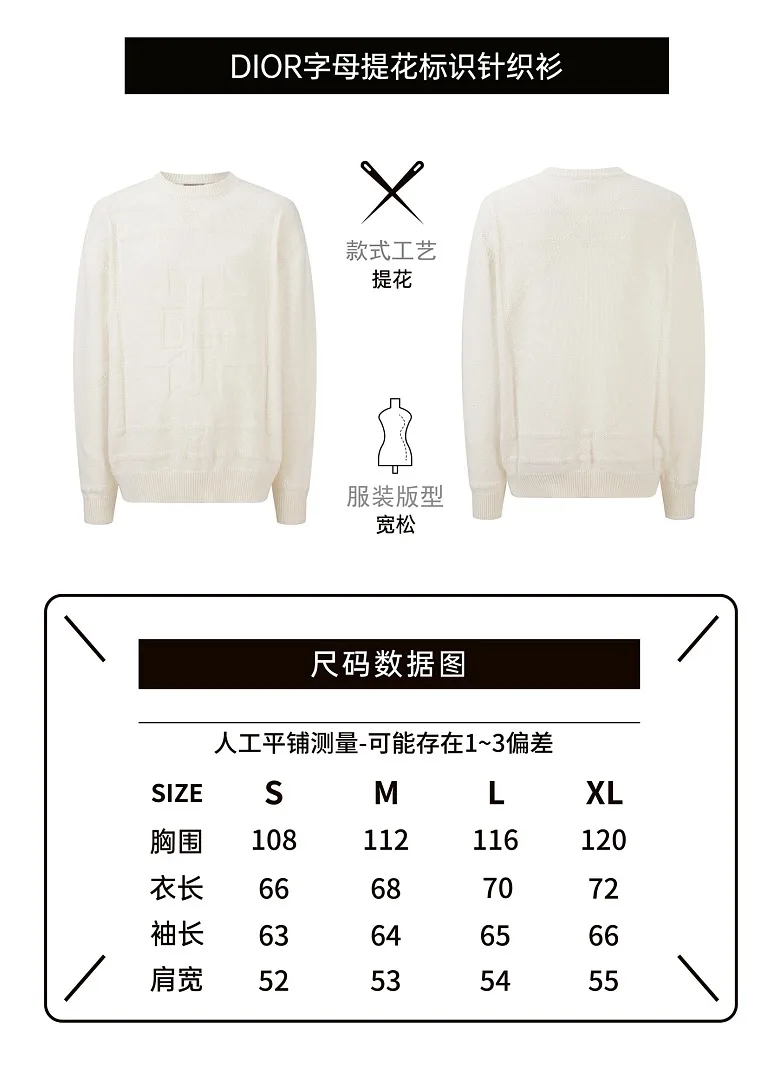 DIOR字母提花标识针织衫
款式工艺
提花
服装版型
宽松
尺码数据图
人工平铺测量-可能存在1~3偏差
SIZE S M L XL
胸围 108 112 116 120
衣长 66 68 70 72
袖长 63 64 65 66
肩宽 52 53 54 55